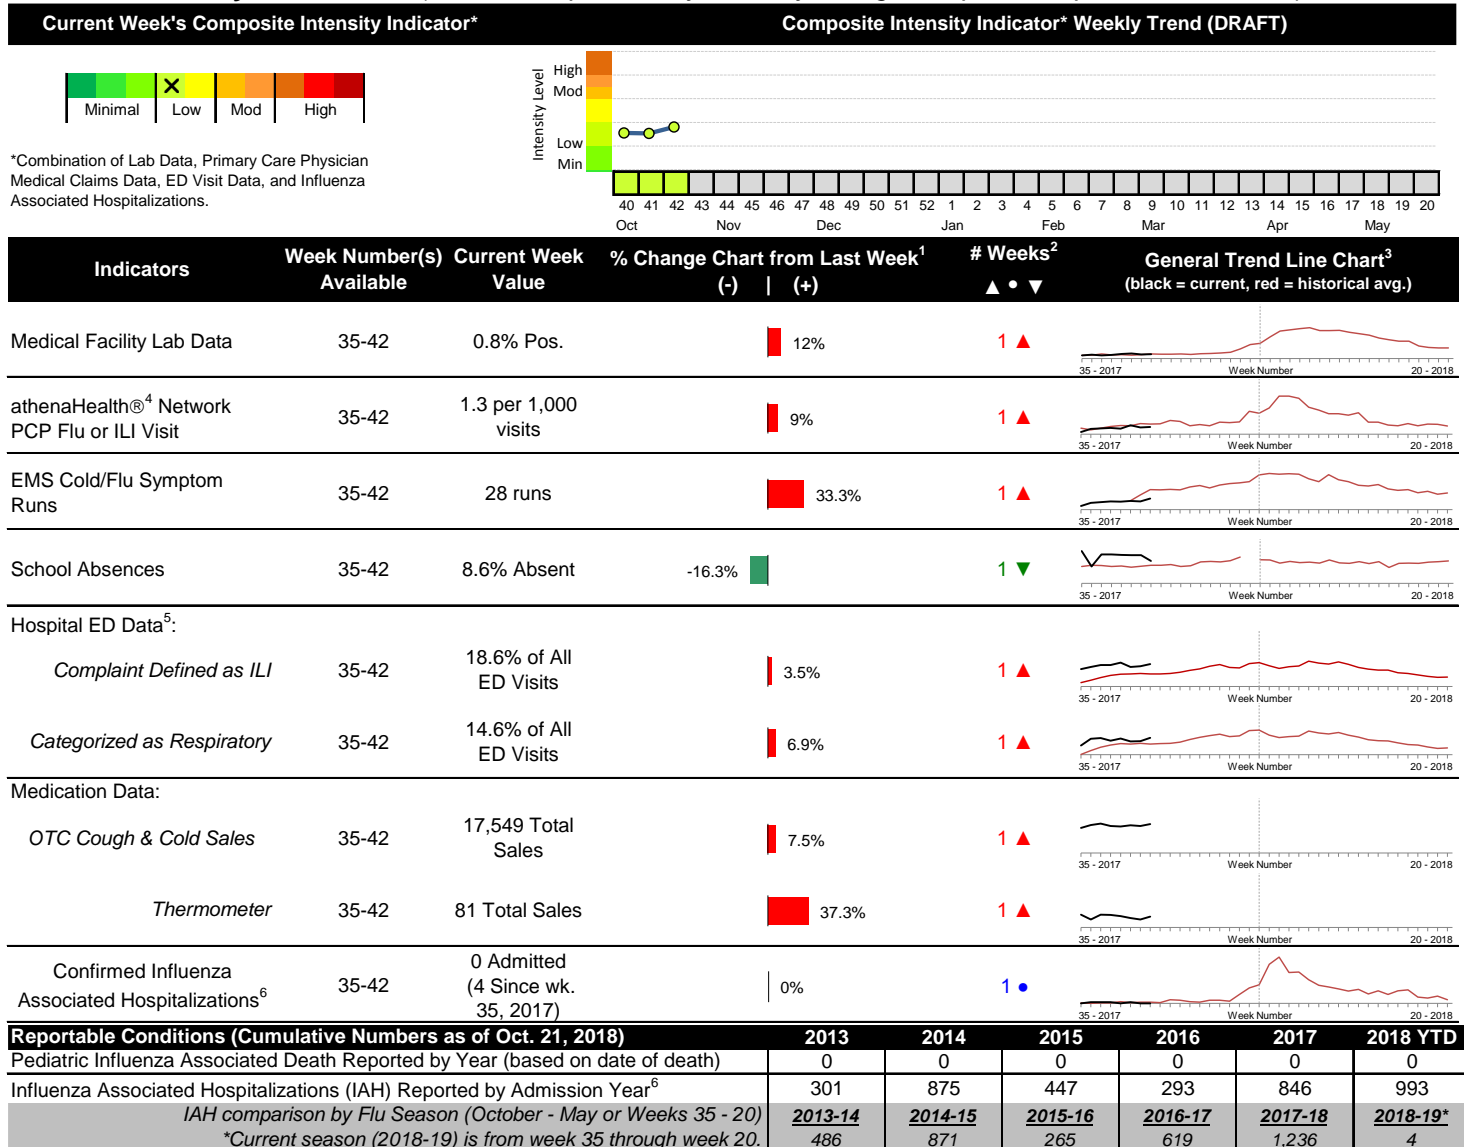 Current Week's Composite Intensity Indicator*
Composite Intensity Indicator* Weekly Trend (DRAFT)
Minimal Low Mod High
*Combination of Lab Data, Primary Care Physician
Medical Claims Data, ED Visit Data, and Influenza
Associated Hospitalizations.
Intensity Level
High
Mod
Low
Min
40 41 42 43 44 45 46 47 48 49 50 51 52 1 2 3 4 5 6 7 8 9 10 11 12 13 14 15 16 17 18 19 20
Oct Nov Dec Jan Feb Mar Apr May
Indicators
Week Number(s)
Available
Current Week
Value
% Change Chart from Last Week1
(-) | (+)
# Weeks2
▲ ● ▼
General Trend Line Chart3
(black = current, red = historical avg.)
Medical Facility Lab Data 35-42 0.8% Pos. 12% 1 ▲
35 - 2017 Week Number 20 - 2018
athenaHealth®4 Network
PCP Flu or ILI Visit
35-42
1.3 per 1,000
visits
9% 1 ▲
35 - 2017 Week Number 20 - 2018
EMS Cold/Flu Symptom
Runs
35-42 28 runs 33.3% 1 ▲
35 - 2017 Week Number 20 - 2018
School Absences 35-42 8.6% Absent -16.3% 1 ▼
35 - 2017 Week Number 20 - 2018
Hospital ED Data5:
Complaint Defined as ILI 35-42
18.6% of All
ED Visits
3.5% 1 ▲
35 - 2017 Week Number 20 - 2018
Categorized as Respiratory 35-42
14.6% of All
ED Visits
6.9% 1 ▲
35 - 2017 Week Number 20 - 2018
Medication Data:
OTC Cough & Cold Sales 35-42
17,549 Total
Sales
7.5% 1 ▲
35 - 2017 Week Number 20 - 2018
Thermometer 35-42 81 Total Sales 37.3% 1 ▲
35 - 2017 Week Number 20 - 2018
Confirmed Influenza
Associated Hospitalizations6
35-42
0 Admitted
(4 Since wk.
35, 2017)
0% 1 ●
35 - 2017 Week Number 20 - 2018
Reportable Conditions (Cumulative Numbers as of Oct. 21, 2018) 2013 2014 2015 2016 2017 2018 YTD
Pediatric Influenza Associated Death Reported by Year (based on date of death) 0 0 0 0 0 0
Influenza Associated Hospitalizations (IAH) Reported by Admission Year6 301 875 447 293 846 993
IAH comparison by Flu Season (October - May or Weeks 35 - 20) 2013-14 2014-15 2015-16 2016-17 2017-18 2018-19*
*Current season (2018-19) is from week 35 through week 20. 486 871 265 619 1,236 4